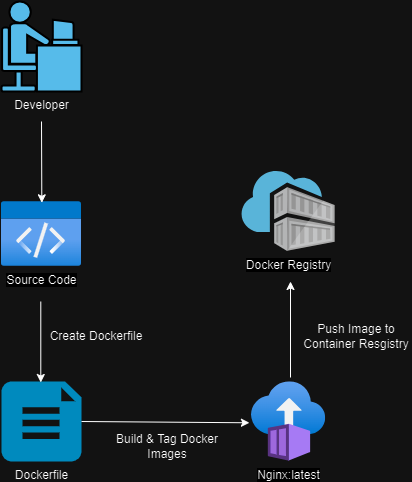 Developer
Source Code
Create Dockerfile
Dockerfile
Build & Tag Docker
Images
Nginx:latest
Push Image to
Container Resgistry
Docker Registry